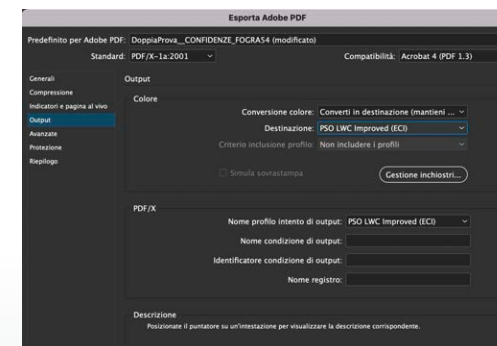 Esporta Adobe PDF
Predefinito per Adobe PDF: DoppiaProva__CONFIDENZE_FOGRA54 (modificato)
Standard: PDF/X-1a:2001 Compatibilità: Acrobat 4 (PDF 1.3)
Generali
Compressione
Indicatori e pagina al vivo
Output
Avanzate
Protezione
Riepilogo
Output
Colore
Conversione colore: Converti in destinazione (mantieni ...
Destinazione: PSO LWC Improved (ECI)
Criterio inclusione profilo: Non includere i profili
Simula sovrastampa Gestione inchiostri...
PDF/X
Nome profilo intento di output: PSO LWC Improved (ECI)
Nome condizione di output:
Identificatore condizione di output:
Nome registro:
Descrizione
Posizionate il puntatore su un'intestazione per visualizzare la descrizione corrispondente.